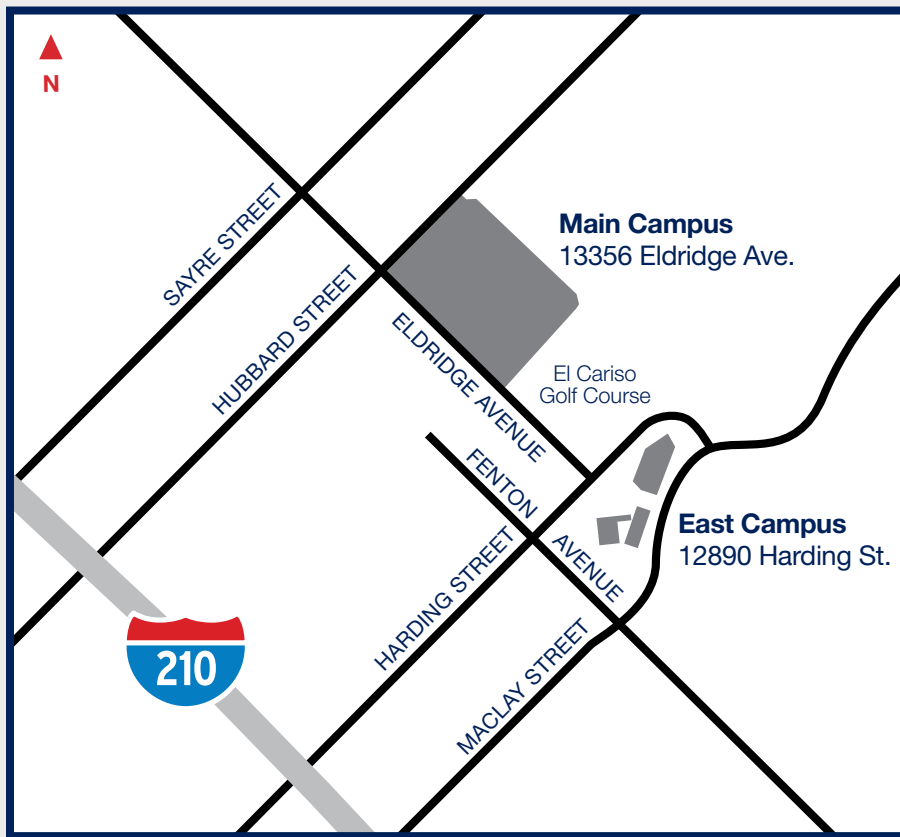 N
SAYRE STREET
HUBBARD STREET
Main Campus
13356 Eldridge Ave.
ELDRIDGE AVENUE
El Cariso
Golf Course
FENTON
AVENUE
East Campus
12890 Harding St.
HARDING STREET
MACLAY STREET
210